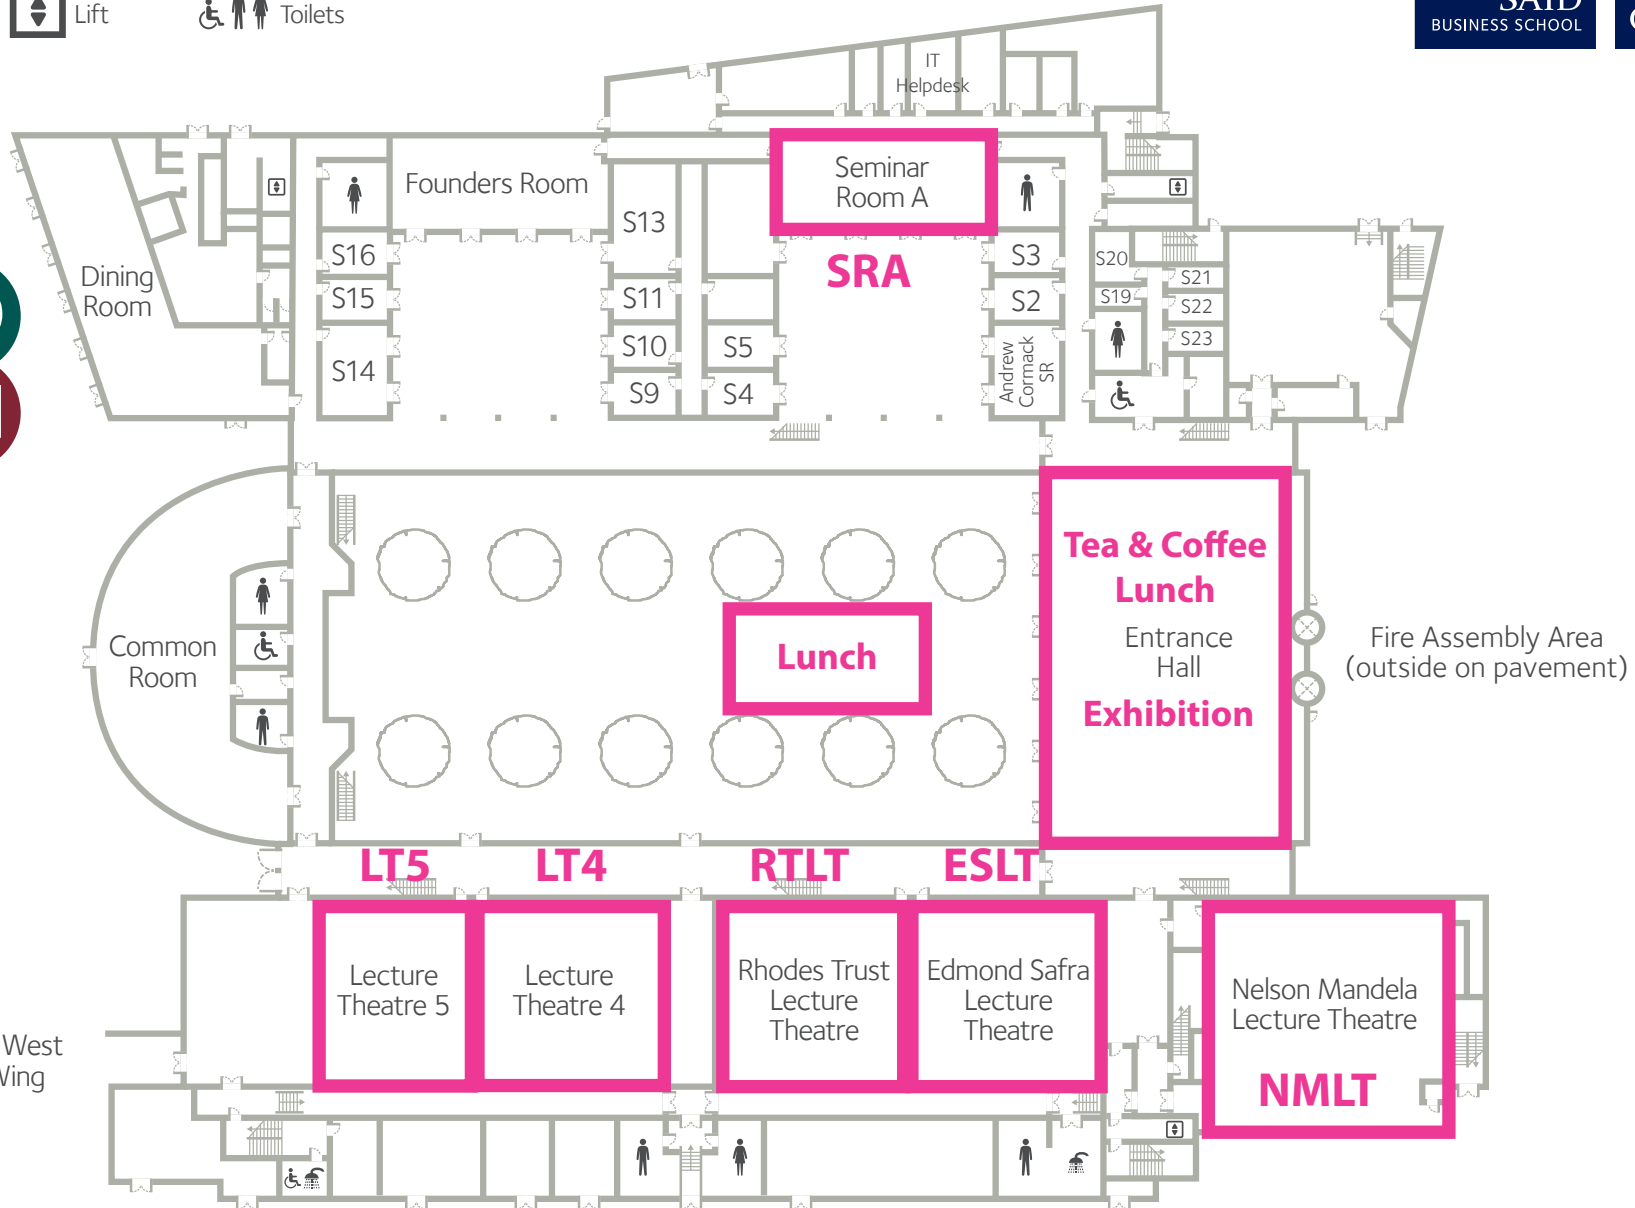 Lift
Toilets
SAÏD
BUSINESS SCHOOL
IT
Helpdesk
Seminar
Room A
SRA
Founders Room
Dining
Room
S16
S15
S14
S13
S11
S10
S9
S5
S4
S3
S2
Andrew
Cormack
SR
S20
S19
S21
S22
S23
Tea & Coffee
Lunch
Entrance
Hall
Exhibition
Lunch
Common
Room
Fire Assembly Area
(outside on pavement)
LT5
LT4
RTLT
ESLT
Lecture
Theatre 5
Lecture
Theatre 4
Rhodes Trust
Lecture
Theatre
Edmond Safra
Lecture
Theatre
Nelson Mandela
Lecture Theatre
NMLT
West
Wing